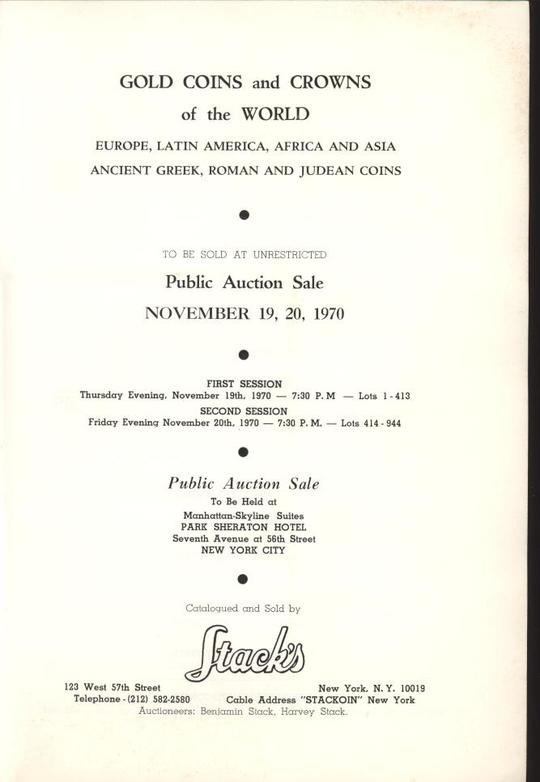 GOLD COINS and CROWNS
of the WORLD
EUROPE, LATIN AMERICA, AFRICA AND ASIA
ANCIENT GREEK, ROMAN AND JUDEAN COINS
TO BE SOLD AT UNRESTRICTED
Public Auction Sale
NOVEMBER 19, 20, 1970
FIRST SESSION
Thursday Evening, November 19th, 1970 — 7:30 P. M — Lots 1 - 413
SECOND SESSION
Friday Evening November 20th, 1970 — 7:30 P. M. — Lots 414 - 944
Public Auction Sale
To Be Held at
Manhattan-Skyline Suites
PARK SHERATON HOTEL
Seventh Avenue at 56th Street
NEW YORK CITY
Catalogued and Sold by
Stack's
123 West 57th Street New York, N. Y. 10019
Telephone - (212) 582-2580 Cable Address "STACKOIN" New York
Auctioneers: Benjamin Stack, Harvey Stack.